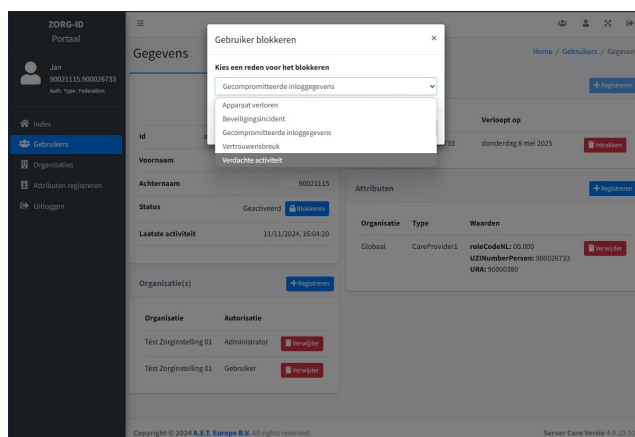 ZORG-ID
Portaal
Jan
90021115.900026733
Auth. Type : Federation
Index
Gebruikers
Organisaties
Attributen registreren
Uitloggen
Gegevens
Home / Gebruikers / Gegevens
Gebruiker blokkeren
×
Kies een reden voor het blokkeren
Gecompromitteerde inloggegevens
Apparaat verloren
Beveiligingsincident
Gecompromitteerde inloggegevens
Vertrouwensbreuk
Verdachte activiteit
Id
Voornaam
Achternaam 90021115
Status Geactiveerd Blokkeren
Laatste activiteit 11/11/2024, 16:04:20
Organisatie(s) + Registreren
Organisatie Autorisatie
Tést Zorginstelling 01 Administrator Verwijder
Tést Zorginstelling 01 Gebruiker Verwijder
+ Registreren
Verloopt op
33 donderdag 8 mei 2025 Intrekken
Attributen + Registreren
Organisatie Type Waarden
Globaal CareProvider1 roleCodeNL: 00.000 Verwijder
UZINumberPerson: 900026733
URA: 90000380
Copyright © 2024 A.E.T. Europe B.V. All rights reserved.
Server Core Versie 4.9.10.10